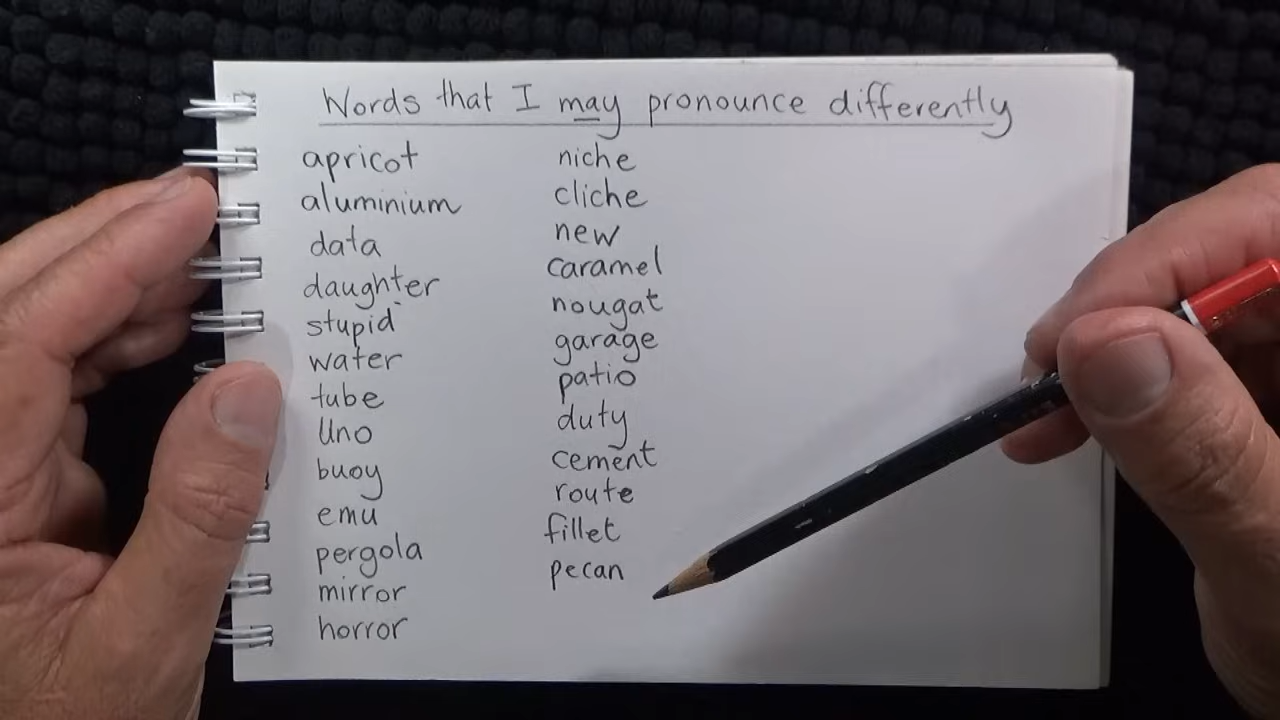 Words that I may pronounce differently
apricot
aluminium
data
daughter
stupid
water
tube
Uno
buoy
emu
pergola
mirror
horror
niche
cliche
new
caramel
nougat
garage
patio
duty
cement
route
fillet
pecan